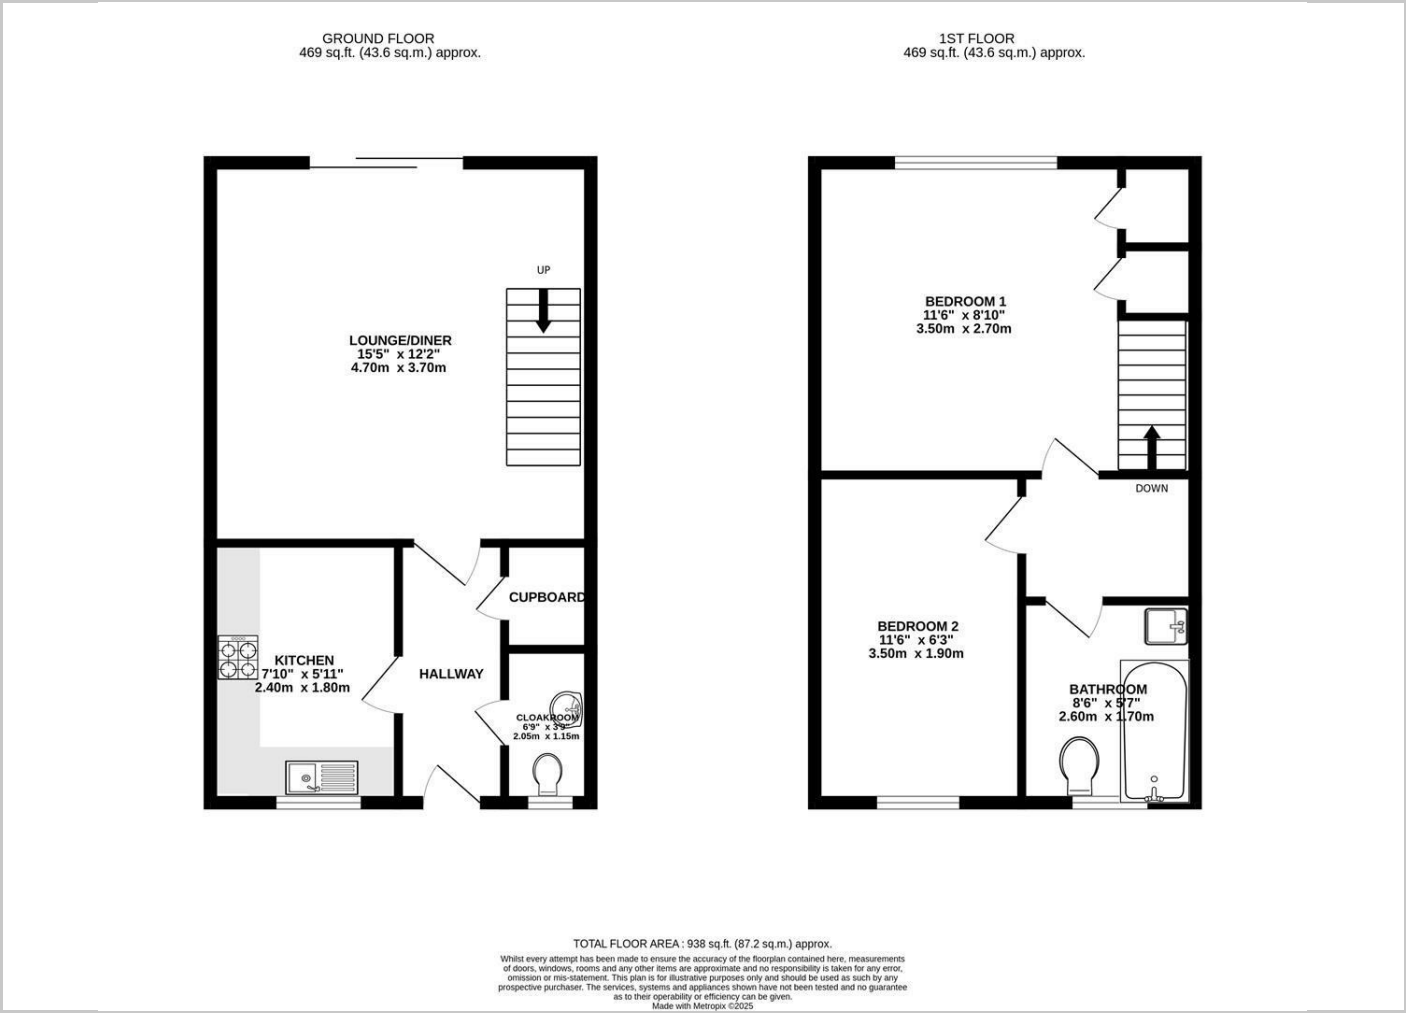 GROUND FLOOR
469 sq.ft. (43.6 sq.m.) approx.
UP
LOUNGE/DINER
15'5" x 12'2"
4.70m x 3.70m
CUPBOARD
KITCHEN
7'10" x 5'11"
2.40m x 1.80m
HALLWAY
CLOAKROOM
6'9" x 3'9"
2.05m x 1.15m
1ST FLOOR
469 sq.ft. (43.6 sq.m.) approx.
BEDROOM 1
11'6" x 8'10"
3.50m x 2.70m
DOWN
BEDROOM 2
11'6" x 6'3"
3.50m x 1.90m
BATHROOM
8'6" x 5'7"
2.60m x 1.70m
TOTAL FLOOR AREA : 938 sq.ft. (87.2 sq.m.) approx.
Whilst every attempt has been made to ensure the accuracy of the floorplan contained here, measurements
of doors, windows, rooms and any other items are approximate and no responsibility is taken for any error,
omission or mis-statement. This plan is for illustrative purposes only and should be used as such by any
prospective purchaser. The services, systems and appliances shown have not been tested and no guarantee
as to their operability or efficiency can be given.
Made with Metropix ©2025